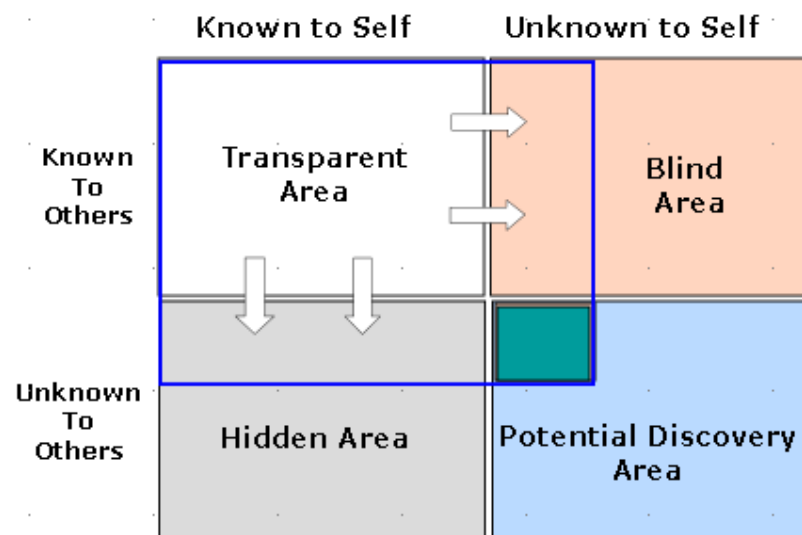 Known to Self
Unknown to Self
Known
To
Others
Transparent
Area
Blind
Area
Unknown
To
Others
Hidden Area
Potential Discovery
Area